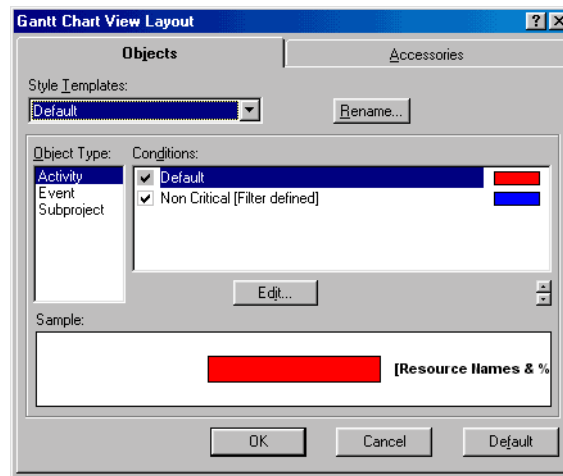 Gantt Chart View Layout
Objects
Accessories
Style Templates:
Default
Rename...
Object Type:
Conditions:
Activity
Event
Subproject
Default
Non Critical [Filter defined]
Edit...
Sample:
[Resource Names & %
OK
Cancel
Default